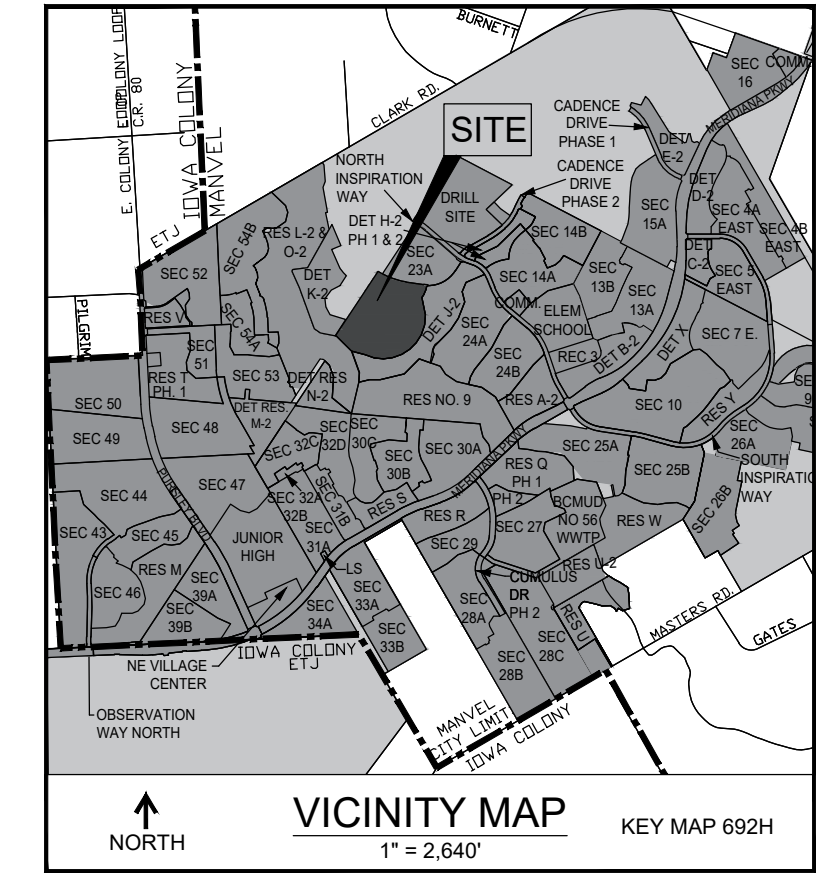 BURNETT
E. COLONY LOOP
C.R. 80
IOWA COLONY
MANVEL
CLARK RD.
SEC
16
COMM.
MERIDIANA PKWY
CADENCE
DRIVE
PHASE 1
DET
E-2
SITE
NORTH
INSPIRATION
WAY
CADENCE
DRIVE
PHASE 2
DRILL
SITE
DET H-2
PH 1 & 2
DET
D-2
SEC
15A
SEC 4A
EAST
SEC 4B
EAST
ETJ
SEC 54B
RES L-2 &
O-2
SEC
23A
SEC 14B
DET
C-2
SEC 5
EAST
SEC 52
DET
K-2
SEC 14A
SEC
13B
SEC
13A
COMM.
ELEM
SCHOOL
PILGRIM
RES V
SEC 54A
DET J-2
SEC
24A
DET B-2
DET X
SEC 7 E.
SEC
51
SEC
24B
REC 3
RES T
PH. 1
SEC 53
DET RES
N-2
RES NO. 9
RES A-2
SEC 10
RES Y
SEC 50
DET RES.
M-2
SEC 49
SEC 48
SEC 32C
SEC
32D
SEC
30C
SEC 30A
SEC
30B
MERIDIANA PKWY
SEC 25A
SEC
26A
SOUTH
INSPIRATIO
WAY
SEC 25B
SEC 26B
RES Q
PH 1
PH 2
SEC 44
SEC 47
PURSLEY BLVD
SEC 32A
32B
SEC 31B
RES S
RES R
BCMUD
NO 56
WWTP
RES W
SEC 27
SEC 43
SEC 45
JUNIOR
HIGH
SEC
31A
SEC 29
RES M
LS
RES U-2
SEC 46
SEC
39A
SEC
39B
SEC
33A
CUMULUS
DR
PH 2
SEC
34A
SEC
28A
RES U
MASTERS RD.
GATES
SEC
33B
SEC
28C
SEC
28B
IOWA COLONY
ETJ
NE VILLAGE
CENTER
OBSERVATION
WAY NORTH
MANVEL
CITY LIMIT
IOWA COLONY
NORTH
VICINITY MAP
1" = 2,640'
KEY MAP 692H